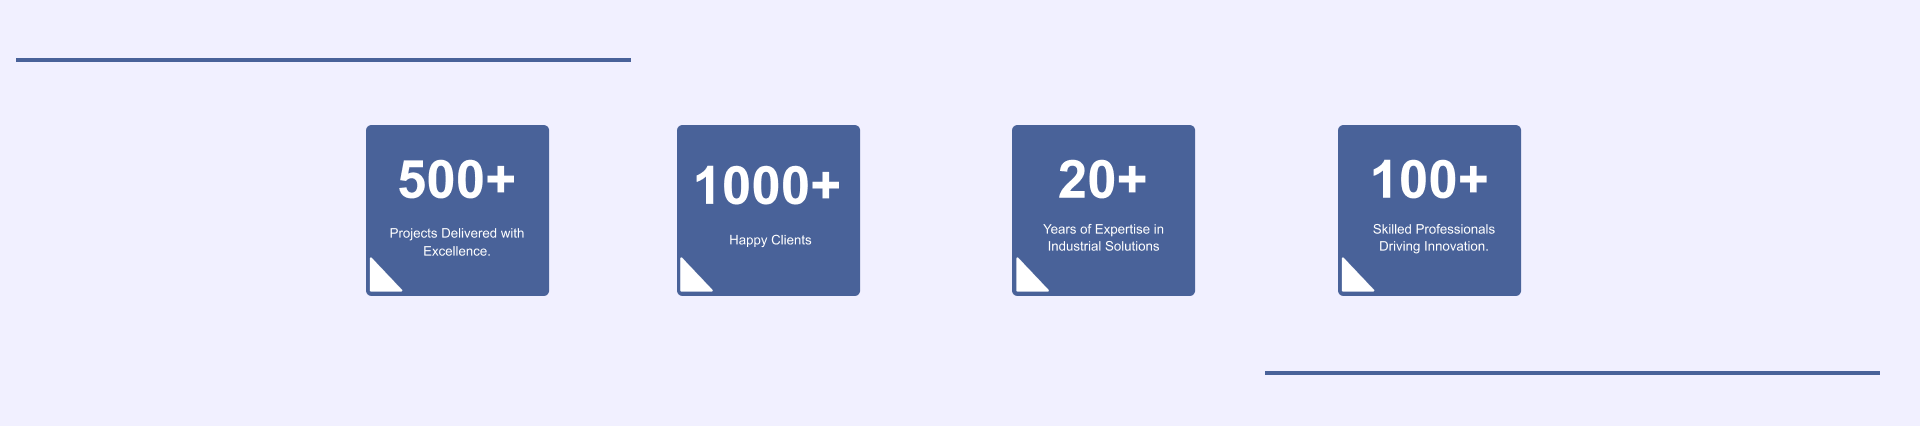 500+
Projects Delivered with
Excellence.
1000+
Happy Clients
20+
Years of Expertise in
Industrial Solutions
100+
Skilled Professionals
Driving Innovation.